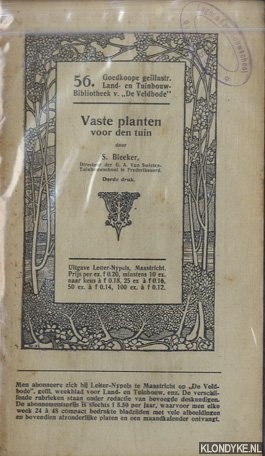 56. Goedkoope geïllustr.
Land- en Tuinbouw-
Bibliotheek v. „De Veldbode"
Vaste planten
voor den tuin
door
S. Bleeker,
Directeur der G. A. van Swieten-
Tuinbouwschool te Frederiksoord.
Derde druk.
Uitgave Leiter-Nypels, Maastricht.
Prijs per ex. f 0.20, minstens 10 ex.
naar keus à f 0.18, 25 ex à f 0.16,
50 ex. à f 0.14, 100 ex. à f 0.12.
Men abonneere zich bij Leiter-Nypels te Maastricht op „De Veld-
bode", geïll. weekblad voor Land- en Tuinbouw, enz. De verschil-
lende rubrieken staan onder redactie van bevoegde deskundigen.
De abonnementsprijs is slechts f 8.50 per jaar, waarvoor men elke
week 24 à 48 compact bedrukte bladzijden met vele afbeeldingen
en bovendien afzonderlijke platen en een maandkalender ontvangt.
KLONDYKE.NL